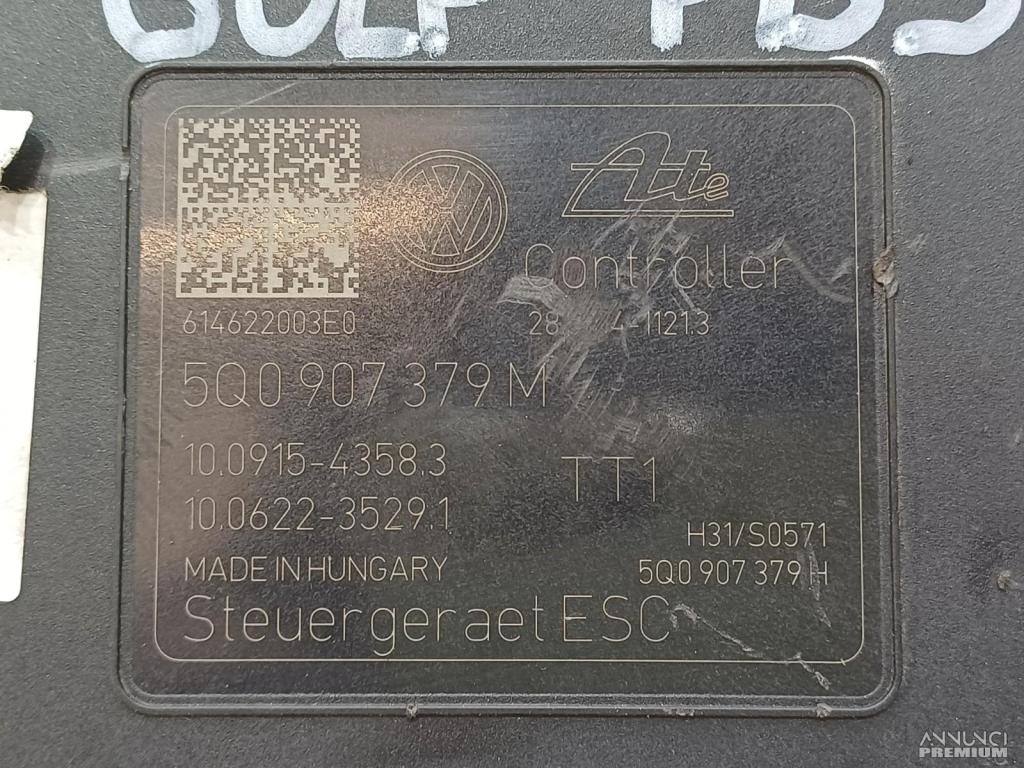 GOLF
614622003E0
Ate
Controller
5Q0 907 379 M
10.0915-4358.3
10.0622-3529.1
TT1
H31/S0571
MADE IN HUNGARY
5Q0 907 379 H
Steuergeraet ESC
ANNUNCI
PREMIUM